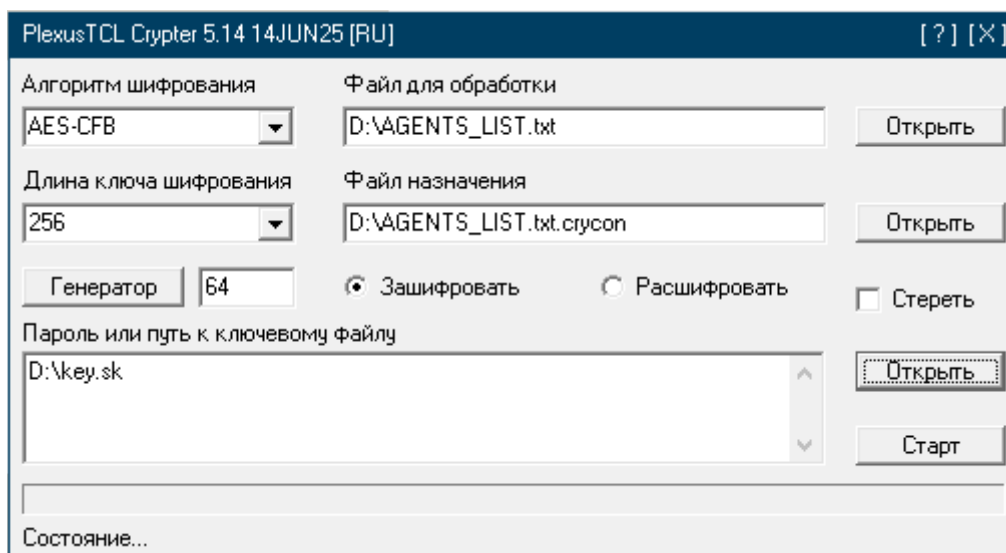 PlexusTCL Crypter 5.14 14JUN25 [RU] [ ? ] [ X ]
Алгоритм шифрования Файл для обработки
AES-CFB D:\AGENTS_LIST.txt Открыть
Длина ключа шифрования Файл назначения
256 D:\AGENTS_LIST.txt.crycon Открыть
Генератор 64 Зашифровать Расшифровать Стереть
Пароль или путь к ключевому файлу
D:\key.sk Открыть
Старт
Состояние...